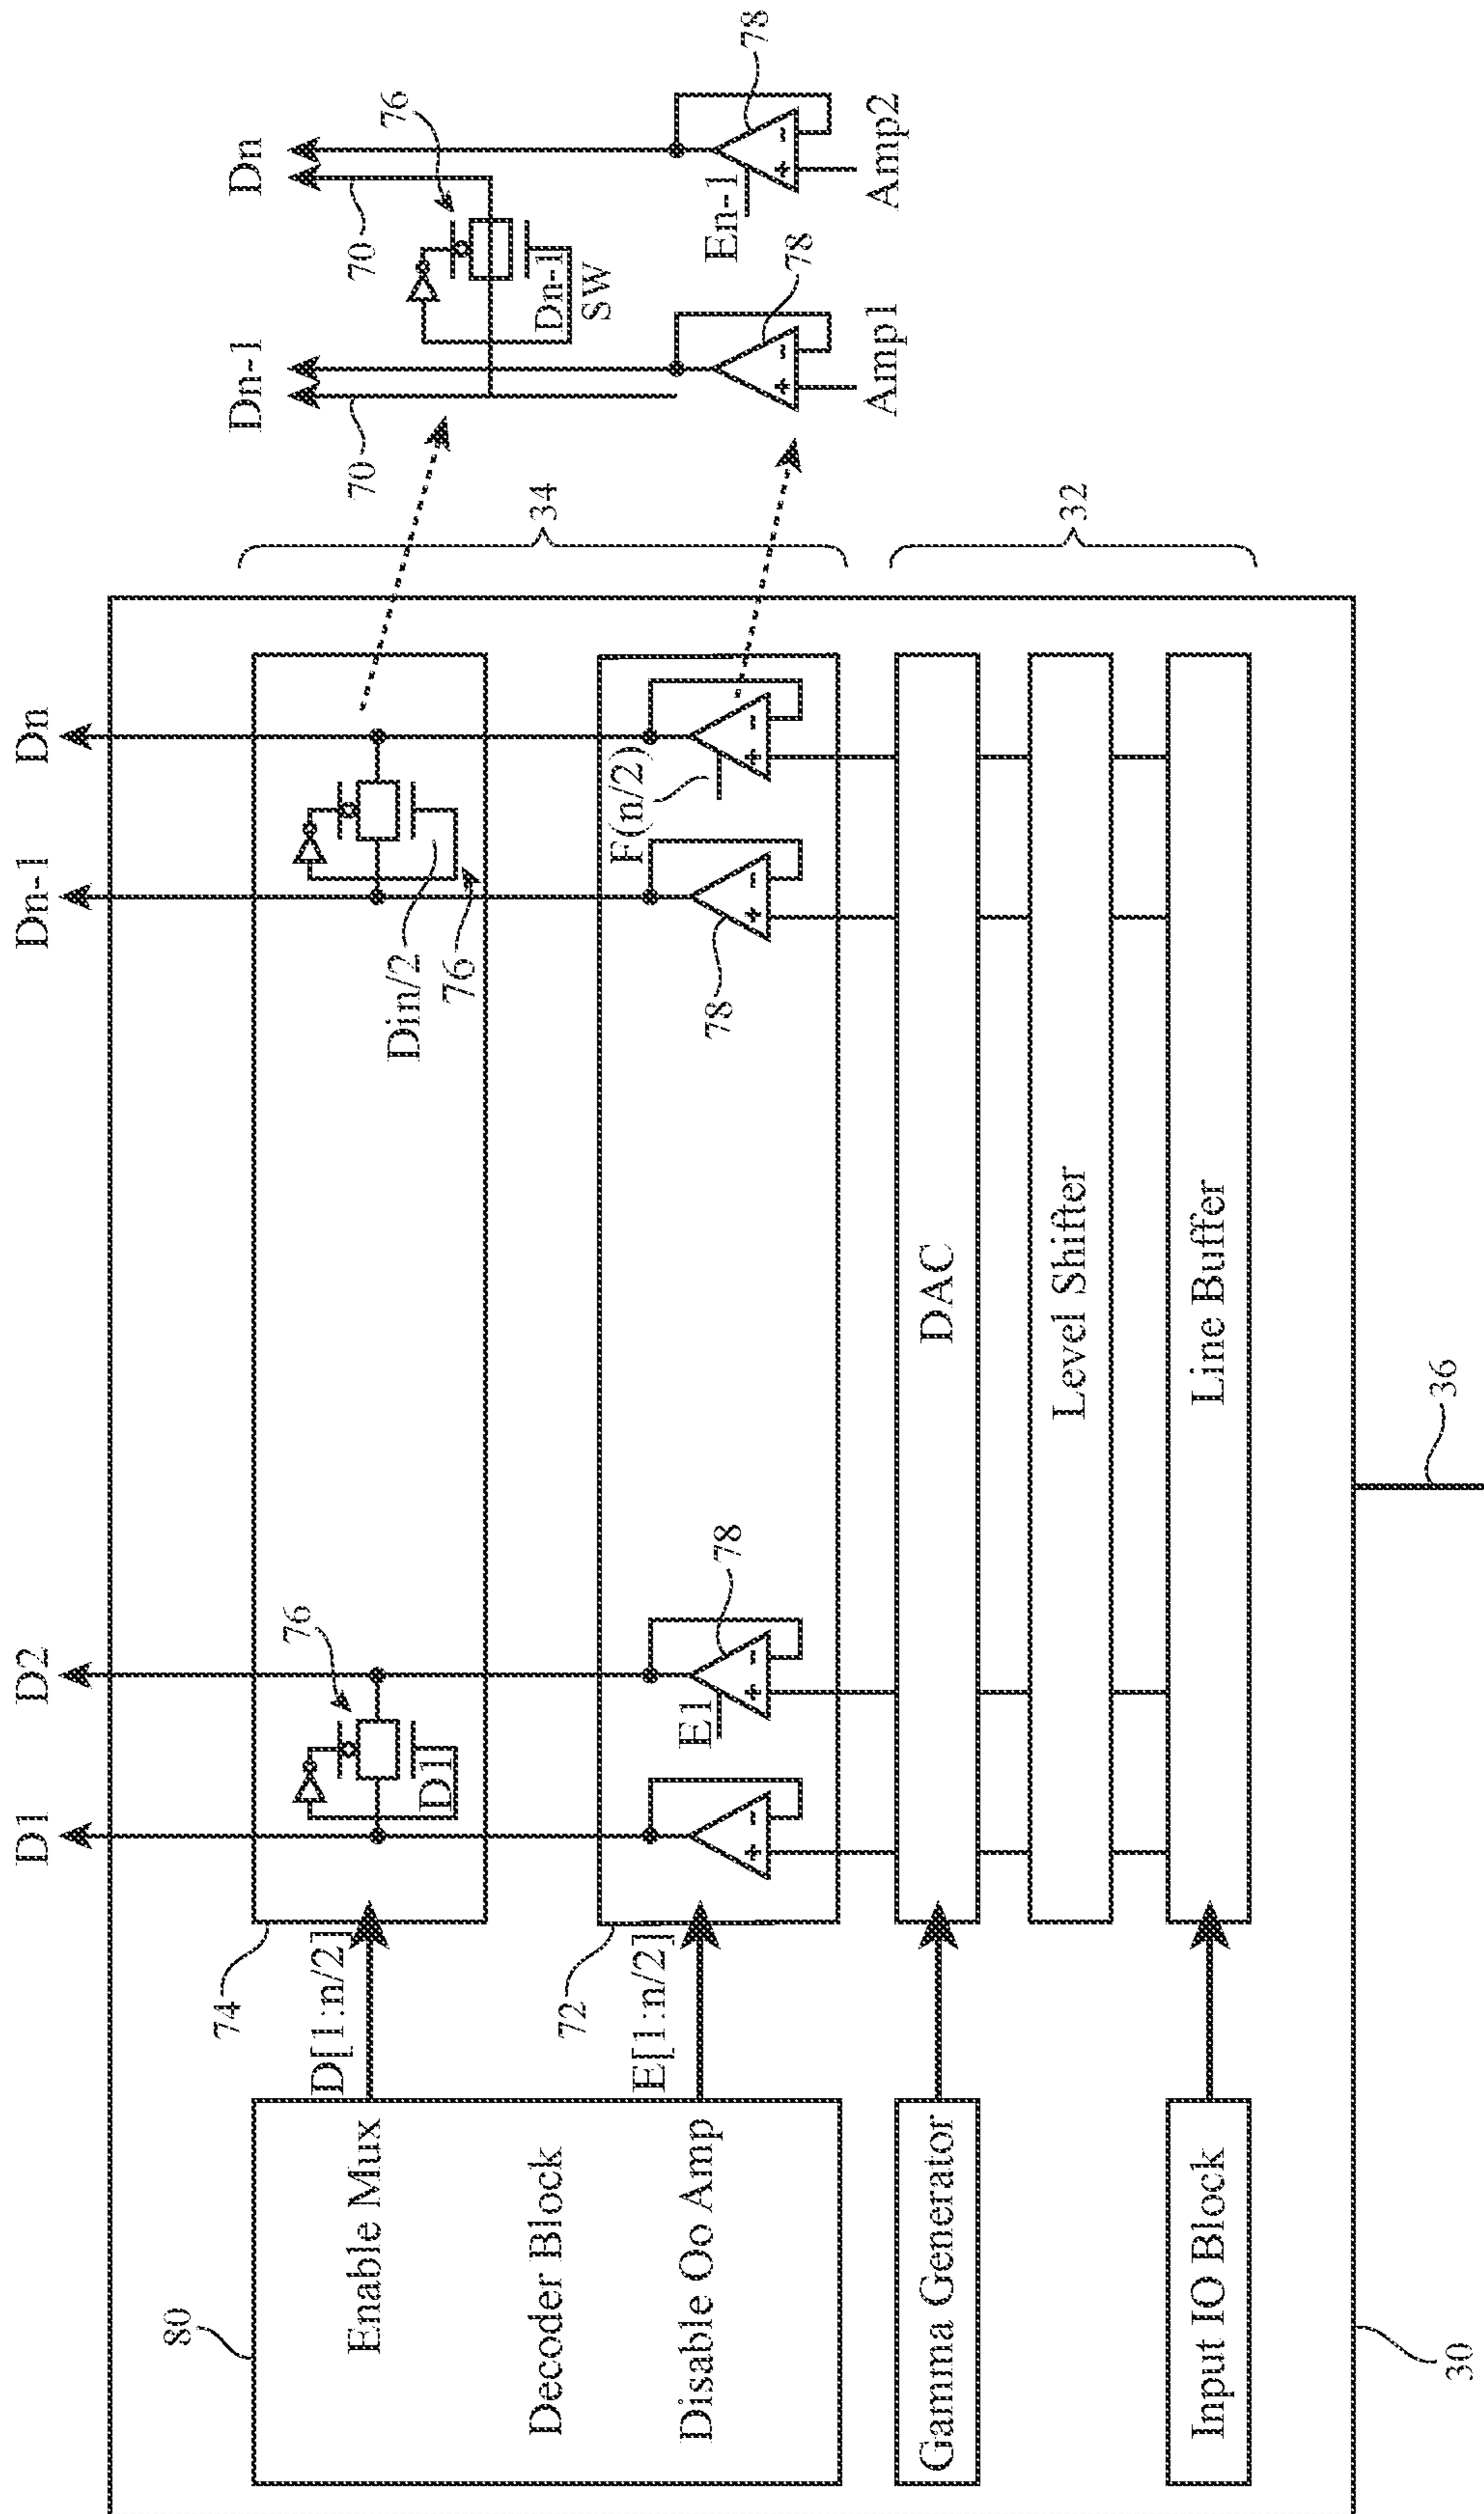 D1
D2
Dn-1
Dn
Dn-1
Dn
80
74
76
76
70
70
76
Enable Mux
D[1:n/2]
D1
Din/2
Dn-1
SW
34
Decoder Block
72
Disable Oo Amp
E[1:n/2]
E1
78
78
F(n/2)
78
En-1
78
Amp1
Amp2
Gamma Generator
DAC
Level Shifter
32
Input IO Block
Line Buffer
30
36